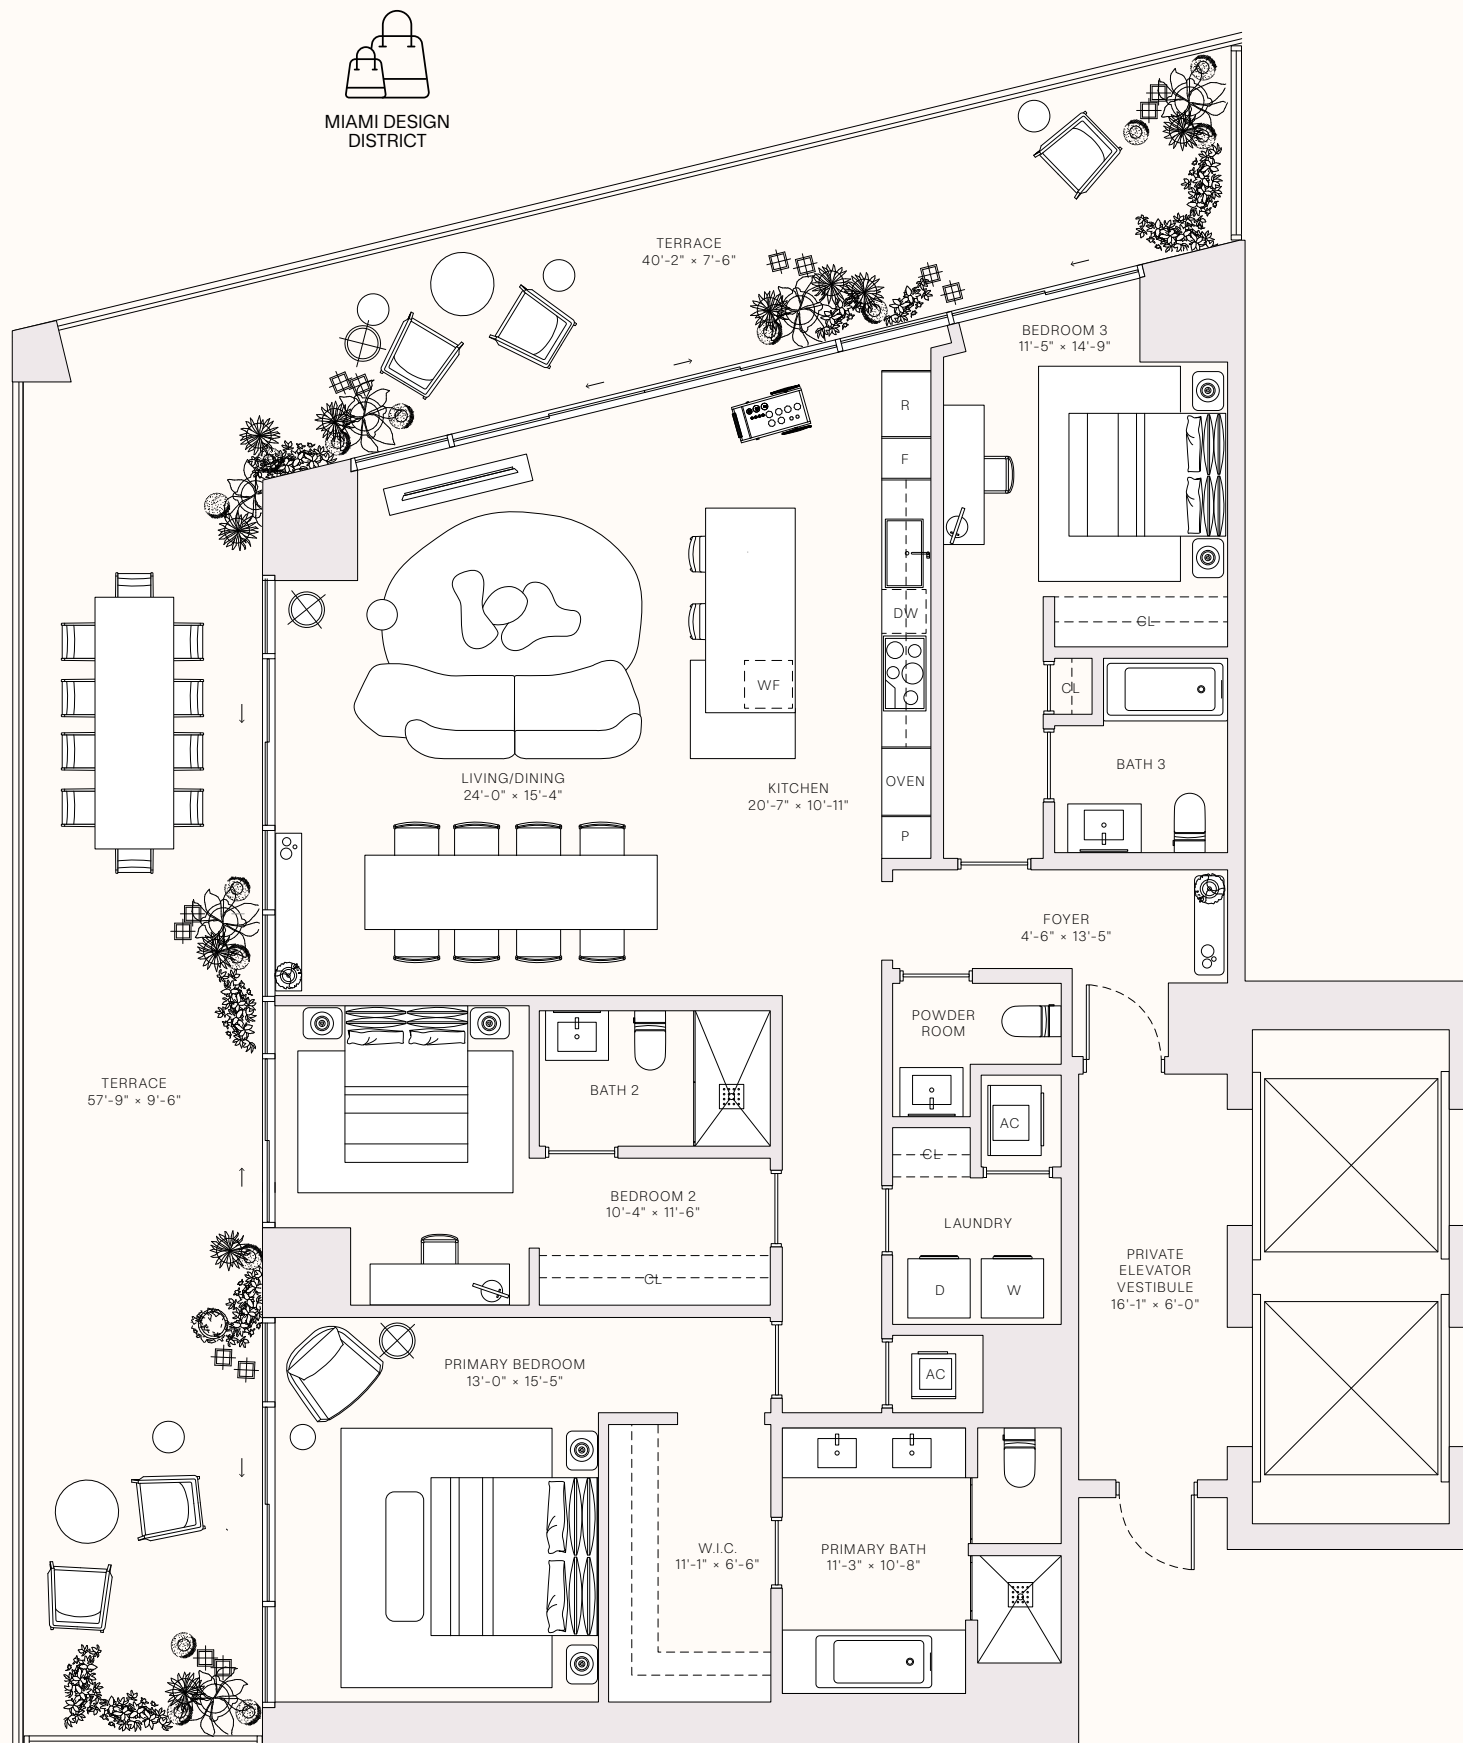 MIAMI DESIGN
DISTRICT
TERRACE
40'-2" × 7'-6"
BEDROOM 3
11'-5" × 14'-9"
R
F
DW
CL
WF
CL
BATH 3
LIVING/DINING
24'-0" × 15'-4"
KITCHEN
20'-7" × 10'-11"
OVEN
P
FOYER
4'-6" × 13'-5"
POWDER
ROOM
TERRACE
57'-9" × 9'-6"
BATH 2
AC
CL
BEDROOM 2
10'-4" × 11'-6"
LAUNDRY
CL
D
W
PRIVATE
ELEVATOR
VESTIBULE
16'-1" × 6'-0"
PRIMARY BEDROOM
13'-0" × 15'-5"
AC
W.I.C.
11'-1" × 6'-6"
PRIMARY BATH
11'-3" × 10'-8"